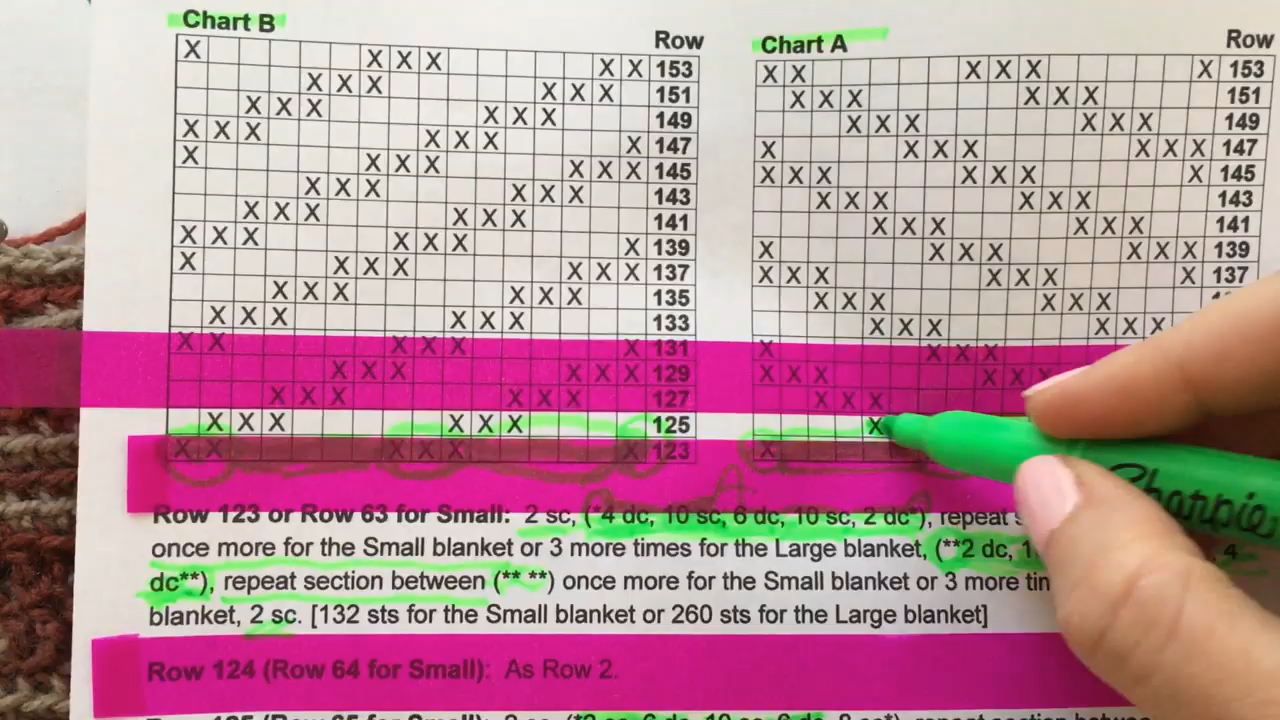 Chart B
Row
X X X X X X 153
X X X X X X 151
X X X X X X 149
X X X X X X X 147
X X X X X X X 145
X X X X X X 143
X X X X X X 141
X X X X X X X 139
X X X X X X X 137
X X X X X X 135
X X X X X X 133
X X X X X X 131
X X X X X X 129
X X X X X X 127
X X X X X X 125
X X X X X X 123
Chart A
Row
X X X X X X 153
X X X X X X 151
X X X X X X 149
X X X X X X X 147
X X X X X X X 145
X X X X X X 143
X X X X X X 141
X X X X X X X 139
X X X X X X X 137
X X X X X X
X X X X X X
X X X X
X X X X X
X X X
X
X
Row 123 or Row 63 for Small: 2 sc, (*4 dc, 10 sc, 6 dc, 10 sc, 2 dc*), repeat
once more for the Small blanket or 3 more times for the Large blanket, (**2 dc, 4
dc**), repeat section between (** **) once more for the Small blanket or 3 more
blanket, 2 sc. [132 sts for the Small blanket or 260 sts for the Large blanket]
Row 124 (Row 64 for Small): As Row 2.
Sharpie